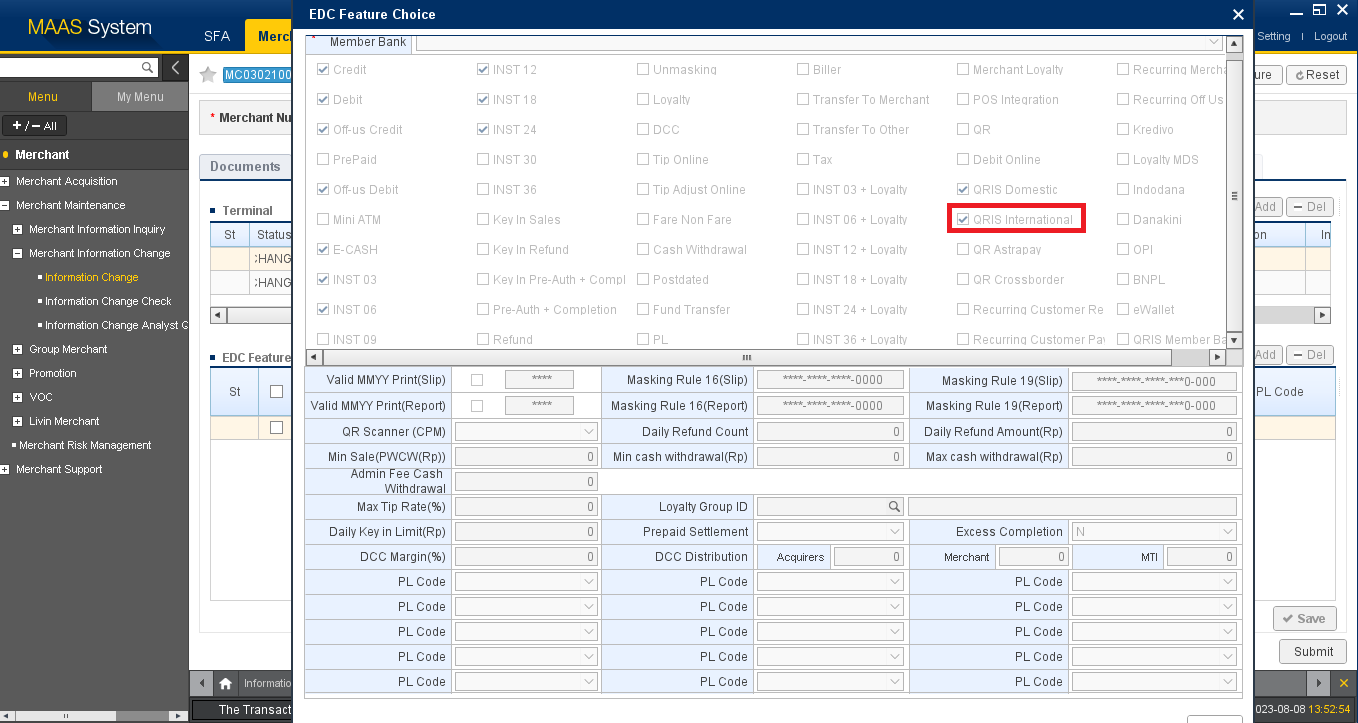 MAAS System
SFA
Merc
EDC Feature Choice
Setting
Logout
MC0302100
Reset
Menu
My Menu
+ / − All
* Merchant Nu
Merchant
Merchant Acquisition
Merchant Maintenance
Merchant Information Inquiry
Merchant Information Change
Information Change
Information Change Check
Information Change Analyst
Group Merchant
Promotion
VOC
Livin Merchant
Merchant Risk Management
Merchant Support
Documents
Terminal
St
Status
CHANG
CHANG
EDC Feature
St
* Member Bank
Credit INST 12 Unmasking Biller Merchant Loyalty Recurring Mercha
Debit INST 18 Loyalty Transfer To Merchant POS Integration Recurring Off Us
Off-us Credit INST 24 DCC Transfer To Other QR Kredivo
PrePaid INST 30 Tip Online Tax Debit Online Loyalty MDS
Off-us Debit INST 36 Tip Adjust Online INST 03 + Loyalty QRIS Domestic Indodana
Mini ATM Key In Sales Fare Non Fare INST 06 + Loyalty QRIS International Danakini
E-CASH Key In Refund Cash Withdrawal INST 12 + Loyalty QR Astrapay OPI
INST 03 Key In Pre-Auth + Compl Postdated INST 18 + Loyalty QR Crossborder BNPL
INST 06 Pre-Auth + Completion Fund Transfer INST 24 + Loyalty Recurring Customer Re eWallet
INST 09 Refund PL INST 36 + Loyalty Recurring Customer Pay QRIS Member Ba
Valid MMYY Print(Slip) **** Masking Rule 16(Slip) ****-****-****-0000 Masking Rule 19(Slip) ****-****-****-***0-000
Valid MMYY Print(Report) **** Masking Rule 16(Report) ****-****-****-0000 Masking Rule 19(Report) ****-****-****-***0-000
QR Scanner (CPM) Daily Refund Count 0 Daily Refund Amount(Rp) 0
Min Sale(PWCW(Rp)) 0 Min cash withdrawal(Rp) 0 Max cash withdrawal(Rp) 0
Admin Fee Cash
Withdrawal 0
Max Tip Rate(%) 0 Loyalty Group ID
Daily Key in Limit(Rp) 0 Prepaid Settlement Excess Completion N
DCC Margin(%) 0 DCC Distribution Acquirers 0 Merchant 0 MTI 0
PL Code PL Code PL Code
PL Code PL Code PL Code
PL Code PL Code PL Code
PL Code PL Code PL Code
PL Code PL Code PL Code
Add − Del
on In
Add − Del
PL Code
Save
Submit
Informatio
The Transact
023-08-08 13:52:54